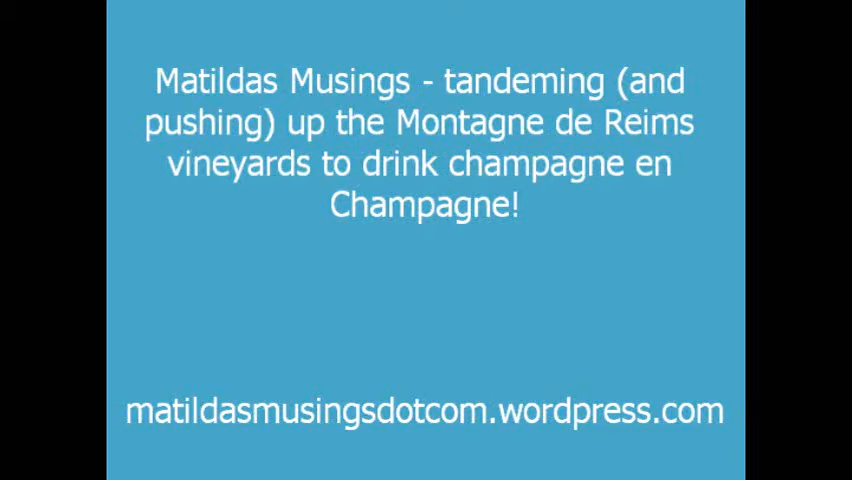 Matildas Musings - tandeming (and
pushing) up the Montagne de Reims
vineyards to drink champagne en
Champagne!
matildasmusingsdotcom.wordpress.com